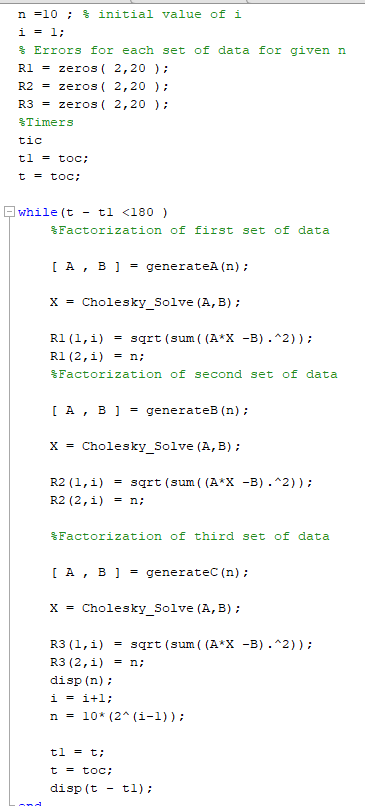 n =10 ; % initial value of i
i = 1;
% Errors for each set of data for given n
R1 = zeros( 2,20 );
R2 = zeros( 2,20 );
R3 = zeros( 2,20 );
%Timers
tic
t1 = toc;
t = toc;
while(t - t1 <180 )
%Factorization of first set of data
[ A , B ] = generateA(n);
X = Cholesky_Solve(A,B);
R1(1,i) = sqrt(sum((A*X -B).^2));
R1(2,i) = n;
%Factorization of second set of data
[ A , B ] = generateB(n);
X = Cholesky_Solve(A,B);
R2(1,i) = sqrt(sum((A*X -B).^2));
R2(2,i) = n;
%Factorization of third set of data
[ A , B ] = generateC(n);
X = Cholesky_Solve(A,B);
R3(1,i) = sqrt(sum((A*X -B).^2));
R3(2,i) = n;
disp(n);
i = i+1;
n = 10*(2^(i-1));
t1 = t;
t = toc;
disp(t - t1);
end